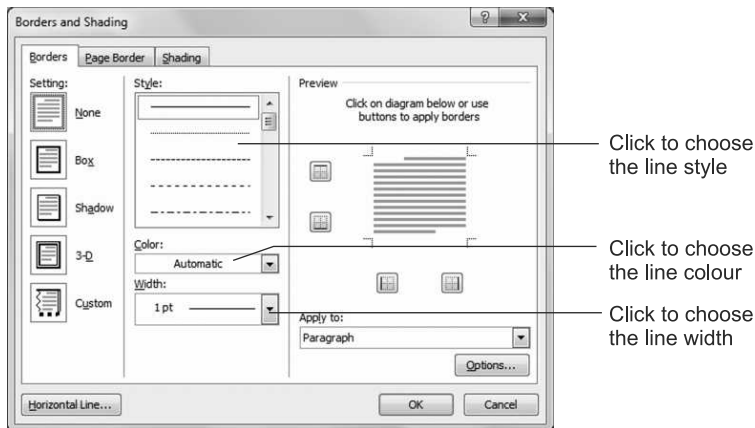 Borders and Shading
Borders
Page Border
Shading
Setting:
None
Box
Shadow
3-D
Custom
Style:
Color:
Automatic
Width:
1 pt
Preview
Click on diagram below or use
buttons to apply borders
Apply to:
Paragraph
Options...
Horizontal Line...
OK
Cancel
Click to choose
the line style
Click to choose
the line colour
Click to choose
the line width